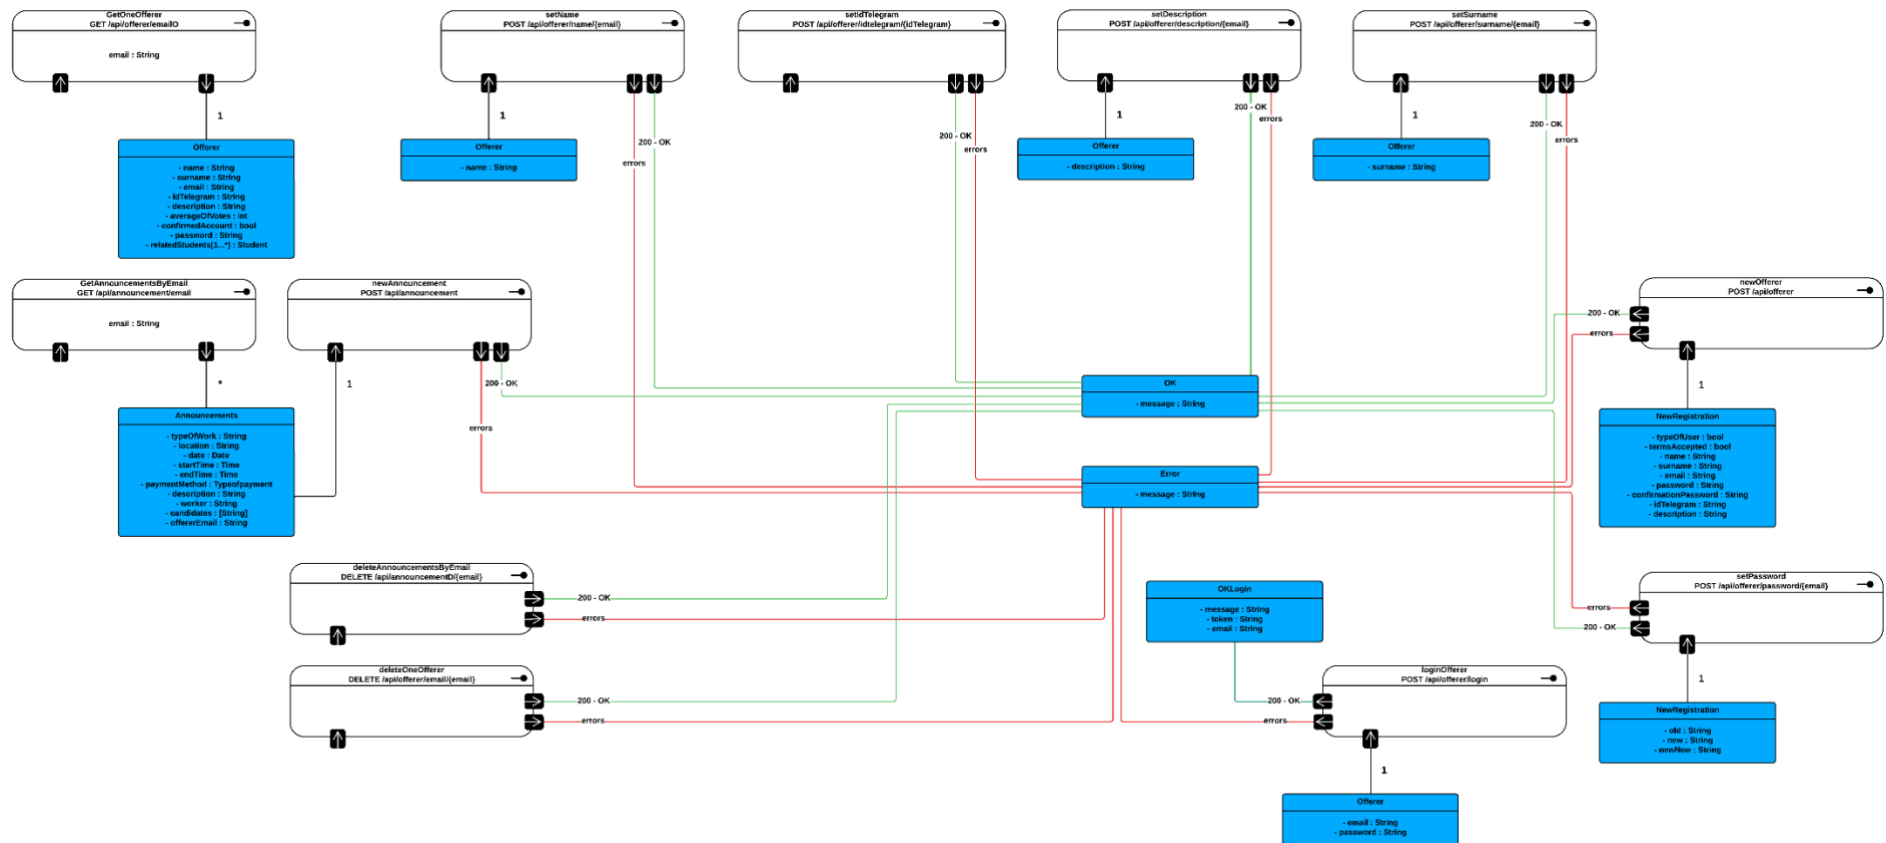 GetOneOfferer
GET /api/offerer/emailO
email : String
1
Offerer
- name : String
- surname : String
- email : String
- idTelegram : String
- description : String
- averageOfVotes : int
- confirmedAccount : bool
- password : String
- relatedStudents[1...*] : Student
setName
POST /api/offerer/name/{email}
1
Offerer
- name : String
errors
200 - OK
setIdTelegram
POST /api/offerer/idtelegram/{idTelegram}
200 - OK
errors
setDescription
POST /api/offerer/description/{email}
1
Offerer
- description : String
200 - OK
errors
setSurname
POST /api/offerer/surname/{email}
1
Offerer
- surname : String
200 - OK
errors
GetAnnouncementsByEmail
GET /api/announcement/email
email : String
*
Announcements
- typeOfWork : String
- location : String
- date : Date
- startTime : Time
- endTime : Time
- paymentMethod : Typeofpayment
- description : String
- worker : String
- candidates : [String]
- offererEmail : String
newAnnouncement
POST /api/announcement
1
200 - OK
errors
newOfferer
POST /api/offerer
200 - OK
errors
1
NewRegistration
- typeOfUser : bool
- termsAccepted : bool
- name : String
- surname : String
- email : String
- password : String
- confirmationPassword : String
- idTelegram : String
- description : String
OK
- message : String
Error
- message : String
deleteAnnouncementsByEmail
DELETE /api/announcementD/{email}
200 - OK
errors
deleteOneOfferer
DELETE /api/offerer/email/{email}
200 - OK
errors
OKLogin
- message : String
- token : String
- email : String
loginOfferer
POST /api/offerer/login
200 - OK
errors
1
Offerer
- email : String
- password : String
setPassword
POST /api/offerer/password/{email}
errors
200 - OK
1
NewRegistration
- old : String
- new : String
- newNew : String